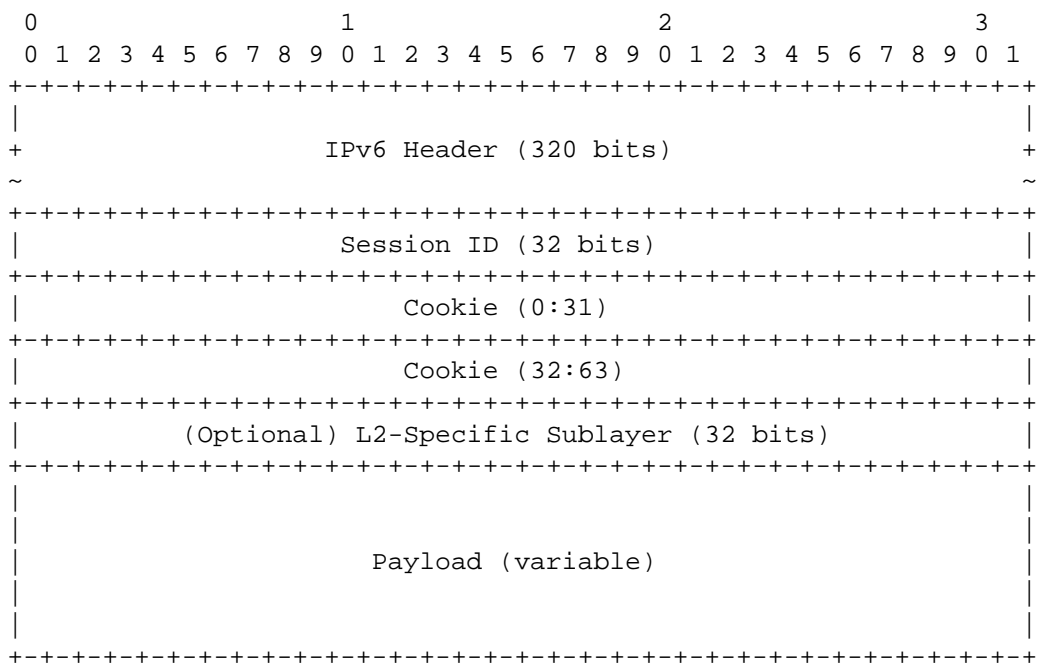 0                   1                   2                   3
 0 1 2 3 4 5 6 7 8 9 0 1 2 3 4 5 6 7 8 9 0 1 2 3 4 5 6 7 8 9 0 1
+-+-+-+-+-+-+-+-+-+-+-+-+-+-+-+-+-+-+-+-+-+-+-+-+-+-+-+-+-+-+-+-+
|                                                               |
+                    IPv6 Header (320 bits)                     +
~                                                               ~
+-+-+-+-+-+-+-+-+-+-+-+-+-+-+-+-+-+-+-+-+-+-+-+-+-+-+-+-+-+-+-+-+
|                     Session ID (32 bits)                      |
+-+-+-+-+-+-+-+-+-+-+-+-+-+-+-+-+-+-+-+-+-+-+-+-+-+-+-+-+-+-+-+-+
|                         Cookie (0:31)                         |
+-+-+-+-+-+-+-+-+-+-+-+-+-+-+-+-+-+-+-+-+-+-+-+-+-+-+-+-+-+-+-+-+
|                         Cookie (32:63)                        |
+-+-+-+-+-+-+-+-+-+-+-+-+-+-+-+-+-+-+-+-+-+-+-+-+-+-+-+-+-+-+-+-+
|           (Optional) L2-Specific Sublayer (32 bits)           |
+-+-+-+-+-+-+-+-+-+-+-+-+-+-+-+-+-+-+-+-+-+-+-+-+-+-+-+-+-+-+-+-+
|                                                               |
|                                                               |
|                       Payload (variable)                      |
|                                                               |
|                                                               |
+-+-+-+-+-+-+-+-+-+-+-+-+-+-+-+-+-+-+-+-+-+-+-+-+-+-+-+-+-+-+-+-+